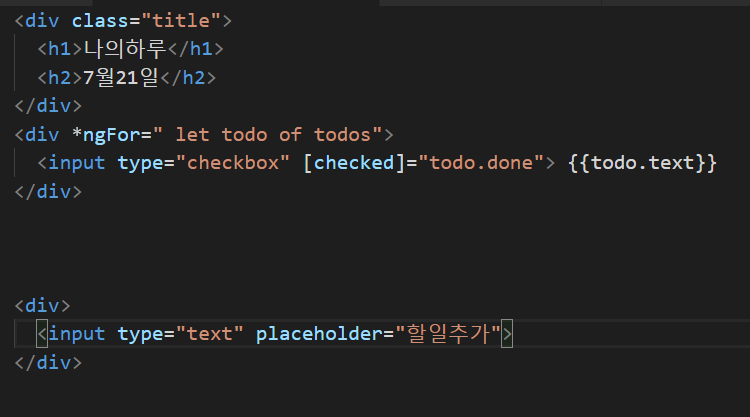 <div class="title">
<h1>나의하루</h1>
<h2>7월21일</h2>
</div>
<div *ngFor=" let todo of todos">
<input type="checkbox" [checked]="todo.done"> {{todo.text}}
</div>
<div>
<input type="text" placeholder="할일추가">
</div>